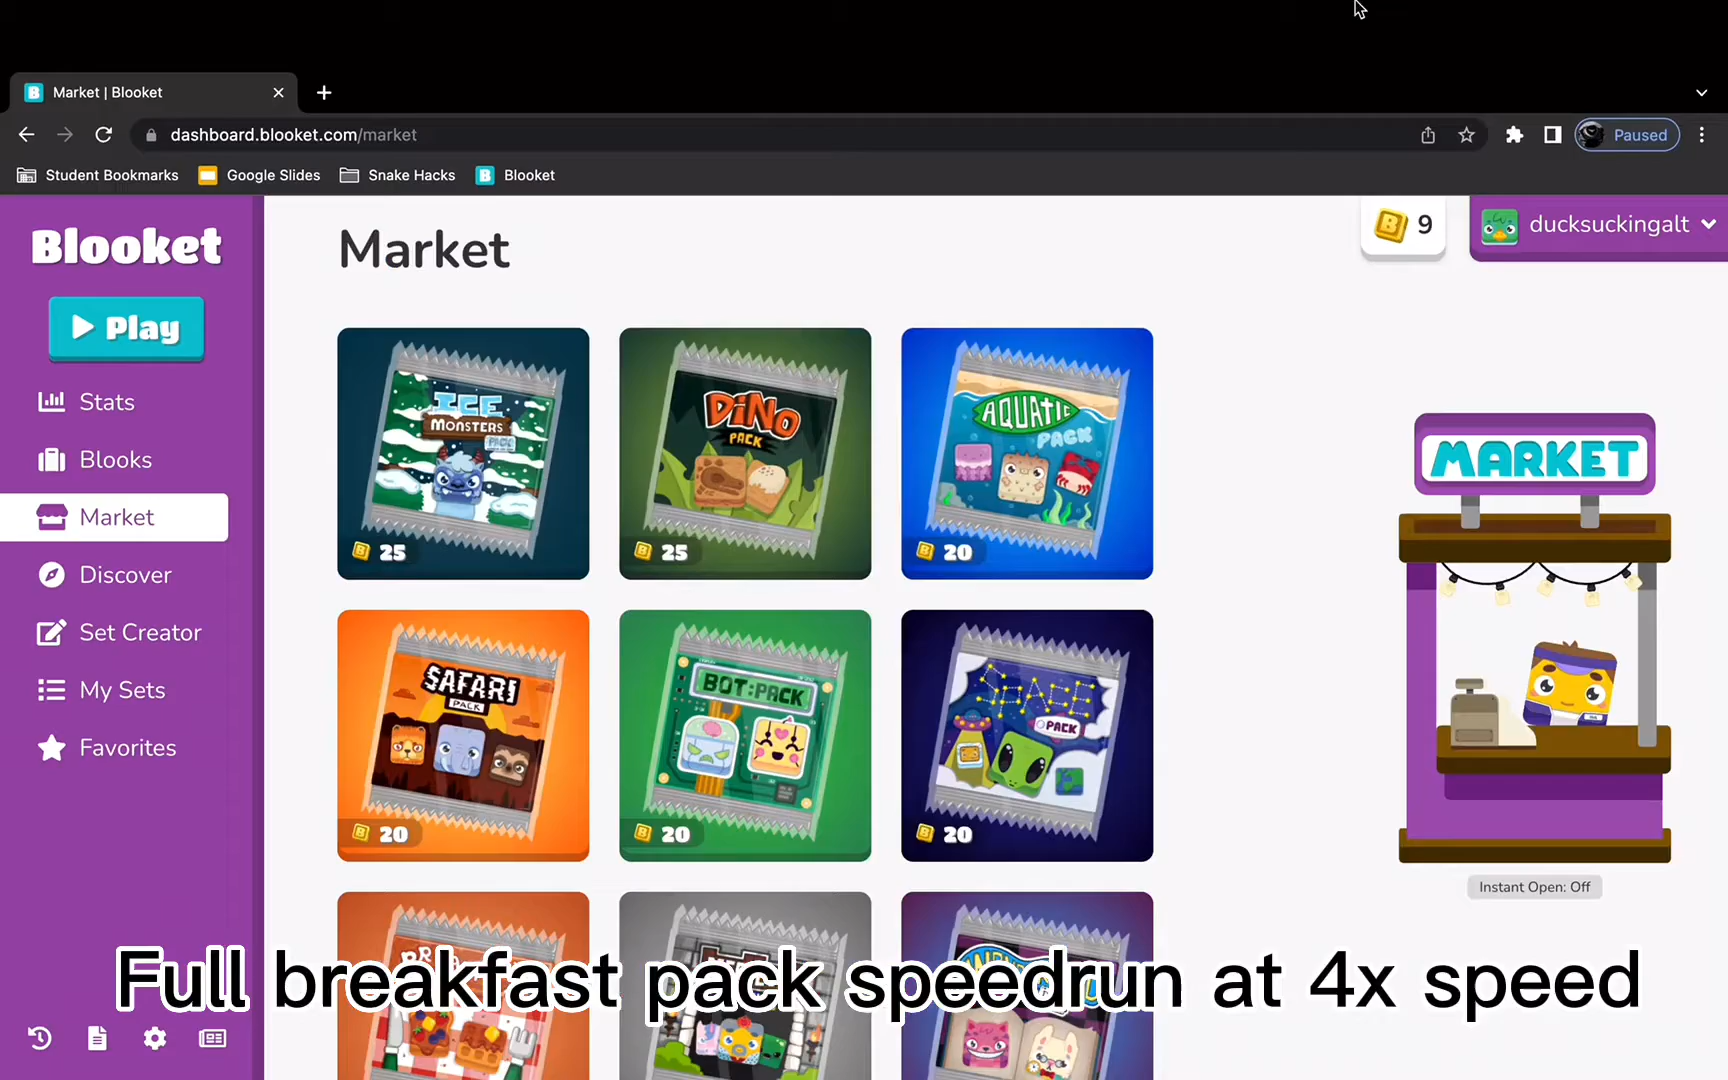 Market | Blooket
dashboard.blooket.com/market
Paused
Student Bookmarks
Google Slides
Snake Hacks
Blooket
Blooket
Play
Stats
Blooks
Market
Discover
Set Creator
My Sets
Favorites
Market
9
ducksuckingalt
ICE
MONSTERS
PACK
25
DINO
PACK
25
AQUATIC
PACK
20
SAFARI
PACK
20
BOT:PACK
20
SPACE
PACK
20
MARKET
Instant Open: Off
Full breakfast pack speedrun at 4x speed